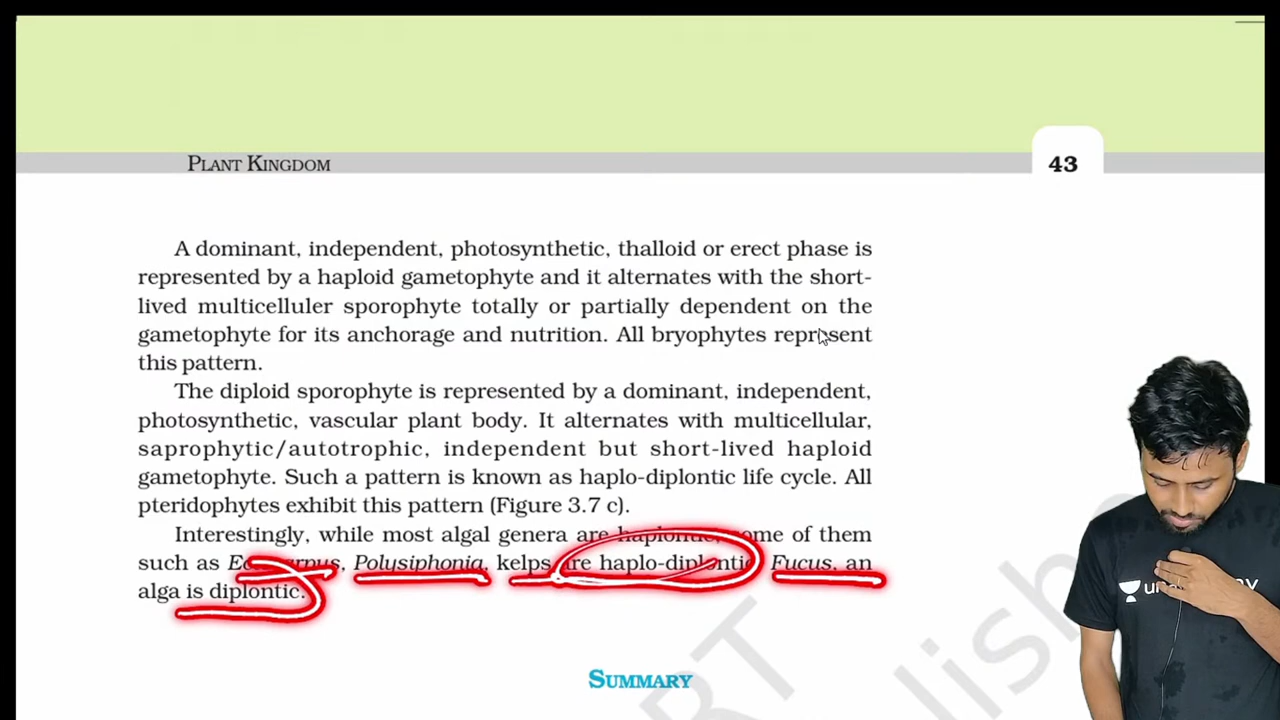 PLANT KINGDOM
43
A dominant, independent, photosynthetic, thalloid or erect phase is
represented by a haploid gametophyte and it alternates with the short-
lived multicelluler sporophyte totally or partially dependent on the
gametophyte for its anchorage and nutrition. All bryophytes represent
this pattern.
The diploid sporophyte is represented by a dominant, independent,
photosynthetic, vascular plant body. It alternates with multicellular,
saprophytic/autotrophic, independent but short-lived haploid
gametophyte. Such a pattern is known as haplo-diplontic life cycle. All
pteridophytes exhibit this pattern (Figure 3.7 c).
Interestingly, while most algal genera are haplontic, some of them
such as Ectocarpus, Polysiphonia, kelps are haplo-diplontic. Fucus, an
alga is diplontic.
SUMMARY